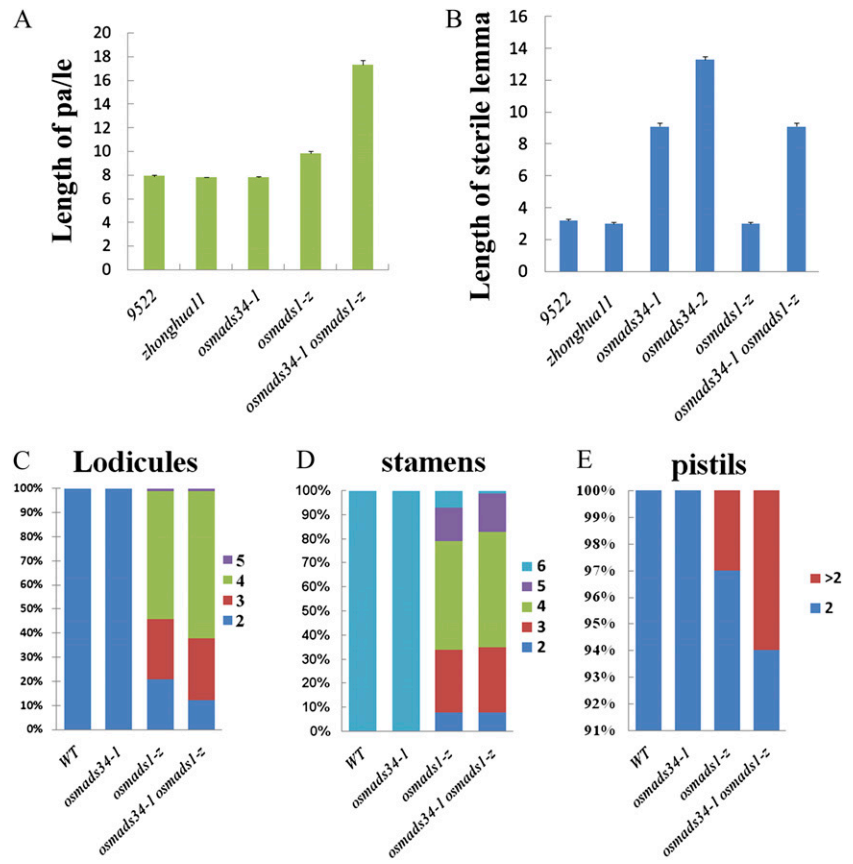 A
Length of pa/le
20
18
16
14
12
10
8
6
4
2
0
9522
zhonghua11
osmads34-1
osmads1-z
osmads34-1 osmads1-z
B
Length of sterile lemma
16
14
12
10
8
6
4
2
0
9522
zhonghua11
osmads34-1
osmads34-2
osmads1-z
osmads34-1 osmads1-z
C
Lodicules
100%
90%
80%
70%
60%
50%
40%
30%
20%
10%
0%
WT
osmads34-1
osmads1-z
osmads34-1 osmads1-z
5
4
3
2
D
stamens
100%
90%
80%
70%
60%
50%
40%
30%
20%
10%
0%
WT
osmads34-1
osmads1-z
osmads34-1 osmads1-z
6
5
4
3
2
E
pistils
100%
99%
98%
97%
96%
95%
94%
93%
92%
91%
WT
osmads34-1
osmads1-z
osmads34-1 osmads1-z
>2
2